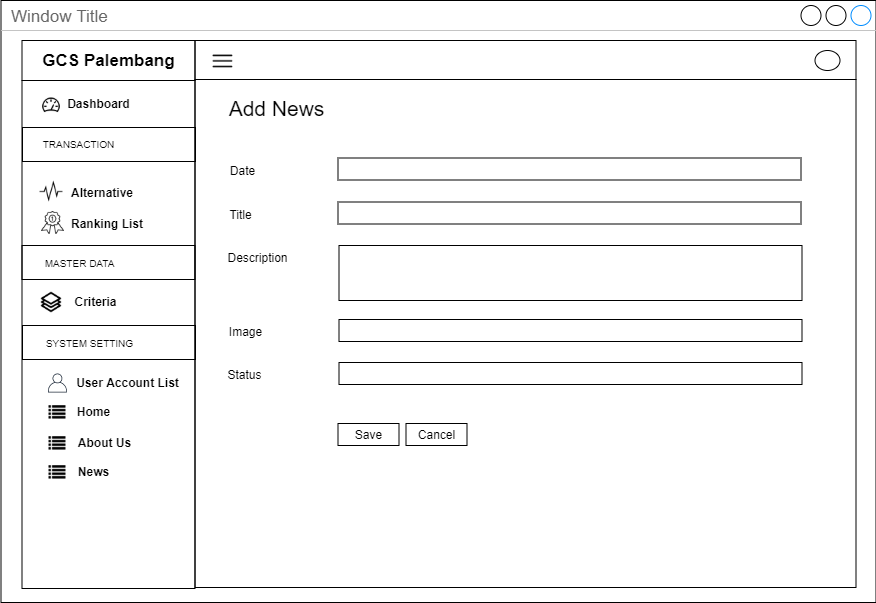 Window Title
GCS Palembang
Dashboard
TRANSACTION
Alternative
Ranking List
MASTER DATA
Criteria
SYSTEM SETTING
User Account List
Home
About Us
News
Add News
Date
Title
Description
Image
Status
Save
Cancel